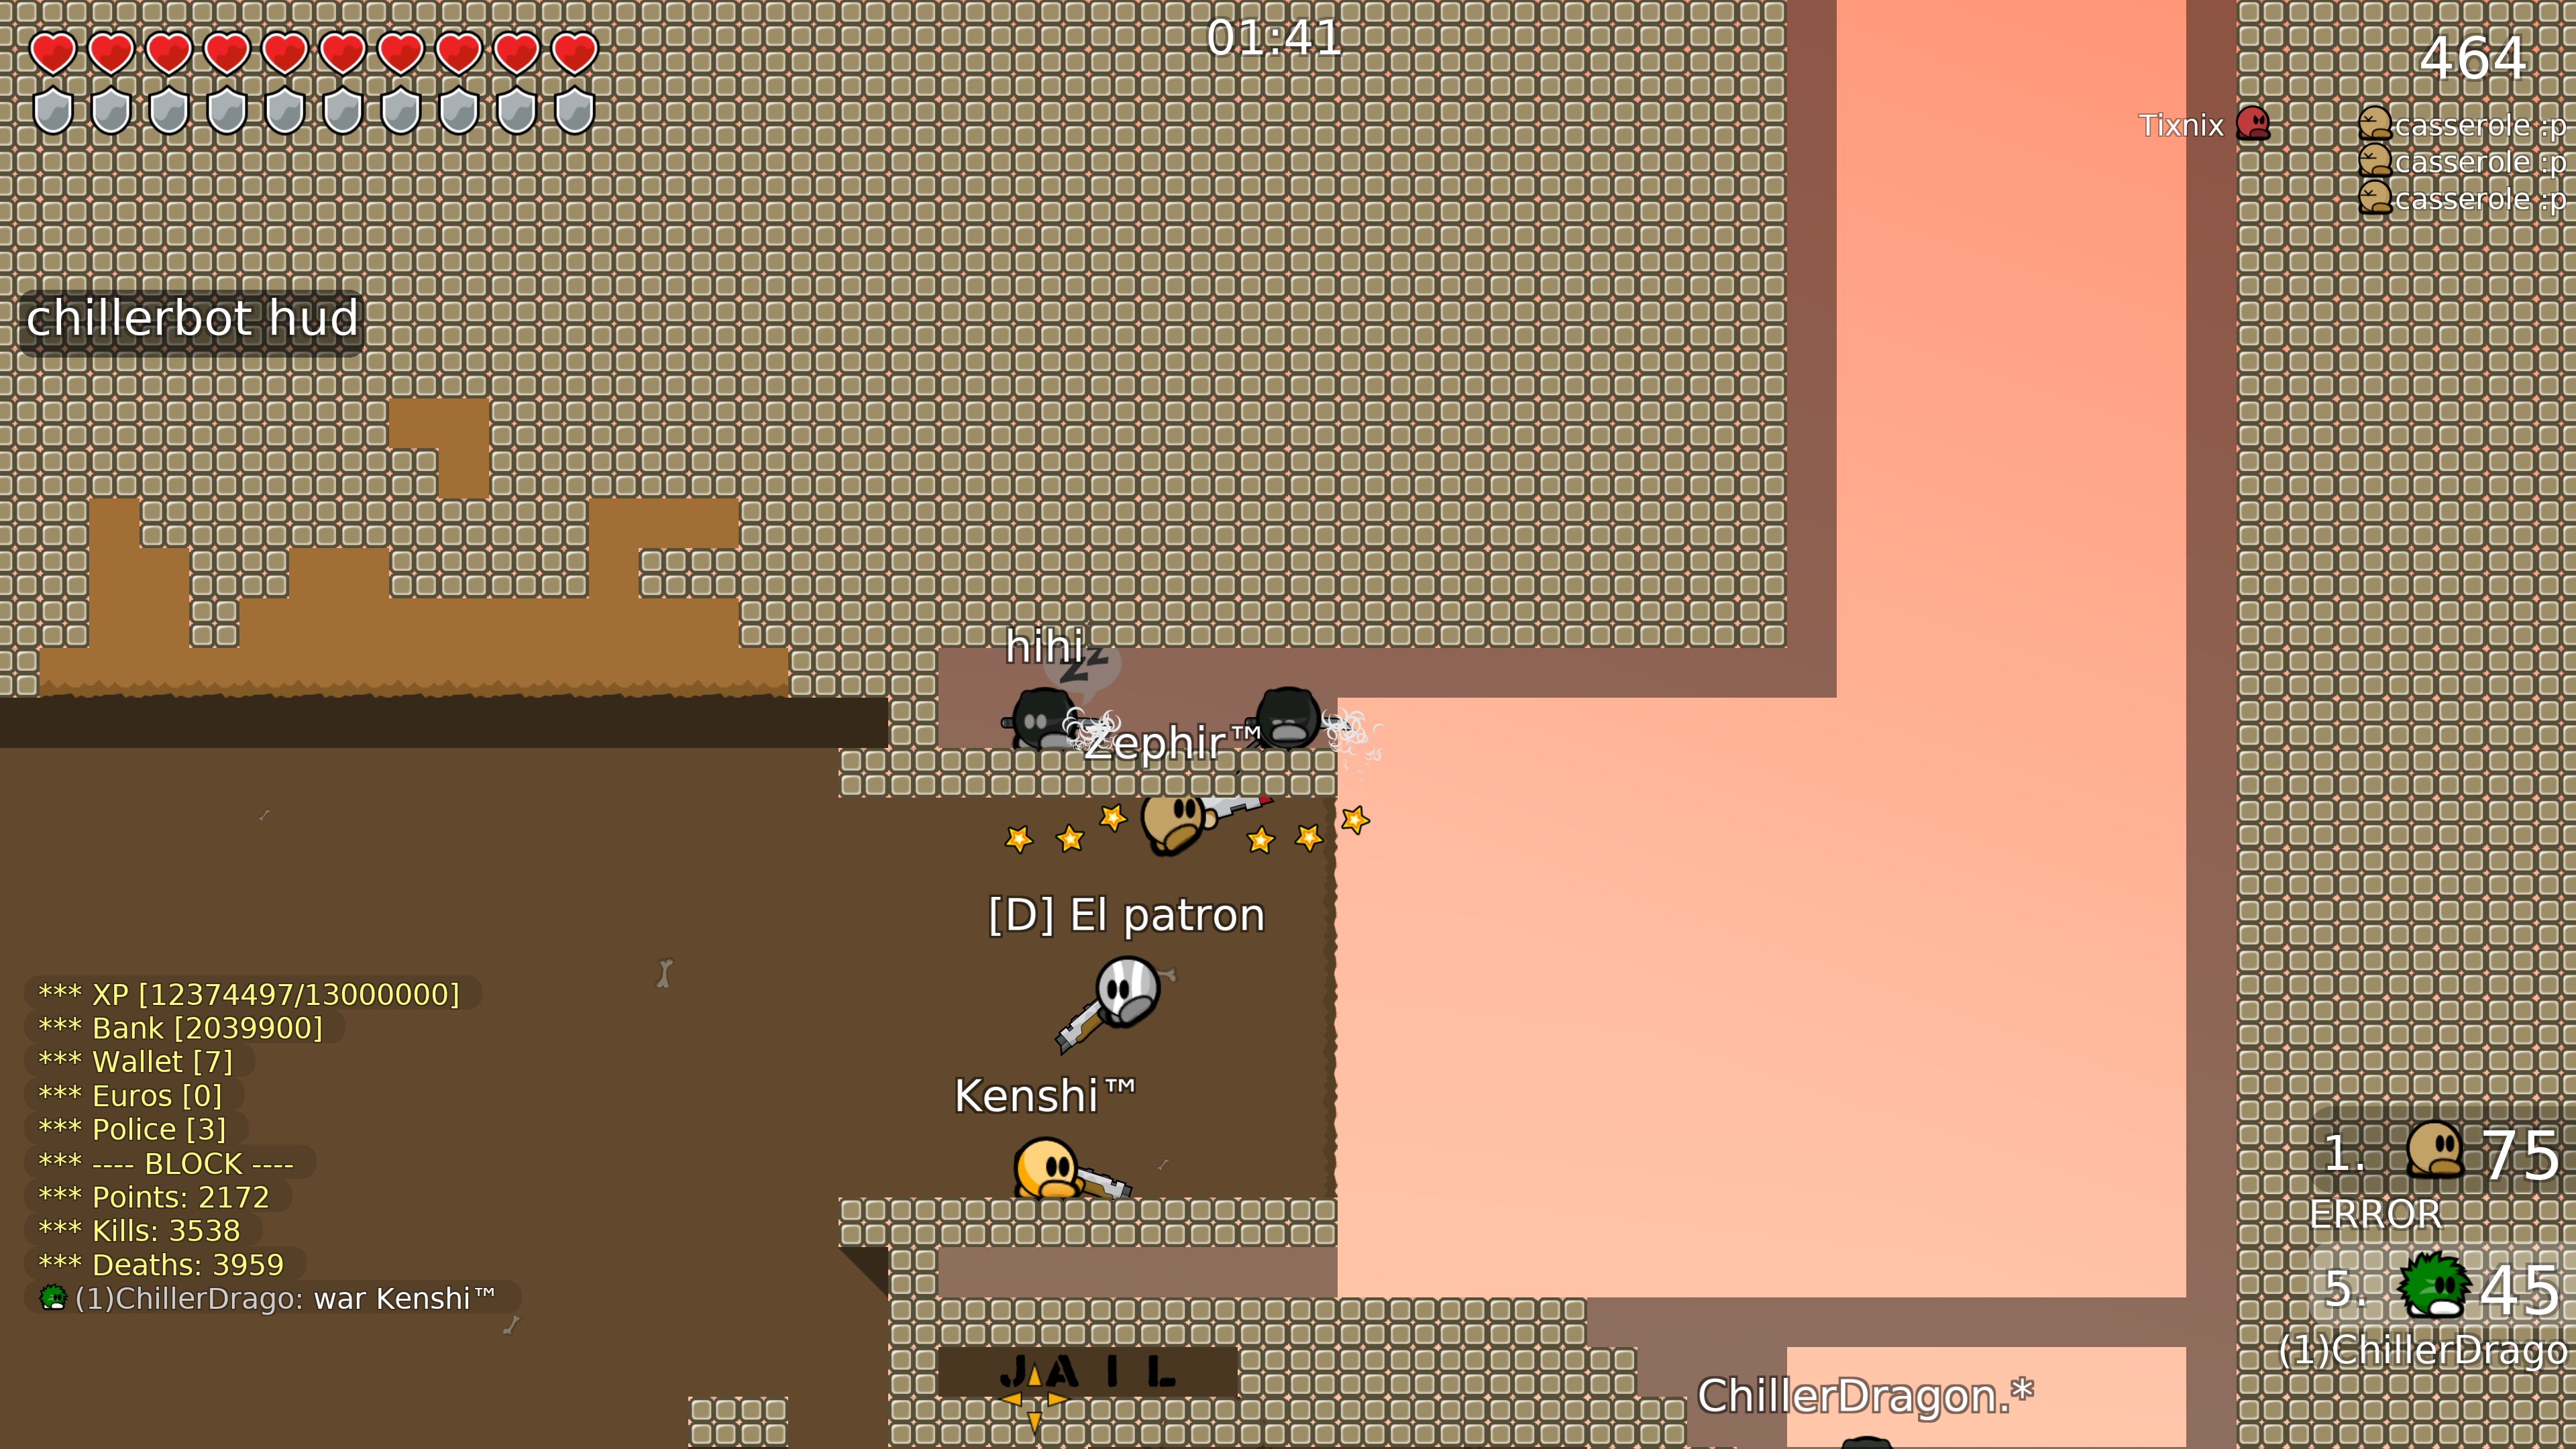 01:41
464
Tixnix casserole :p
casserole :p
casserole :p
chillerbot hud
hihi
zz
Zephir™
[D] El patron
Kenshi™
*** XP [12374497/13000000]
*** Bank [2039900]
*** Wallet [7]
*** Euros [0]
*** Police [3]
*** ---- BLOCK ----
*** Points: 2172
*** Kills: 3538
*** Deaths: 3959
(1)ChillerDrago: war Kenshi™
1. 75
ERROR
5. 45
(1)ChillerDrago
JAIL
ChillerDragon.*